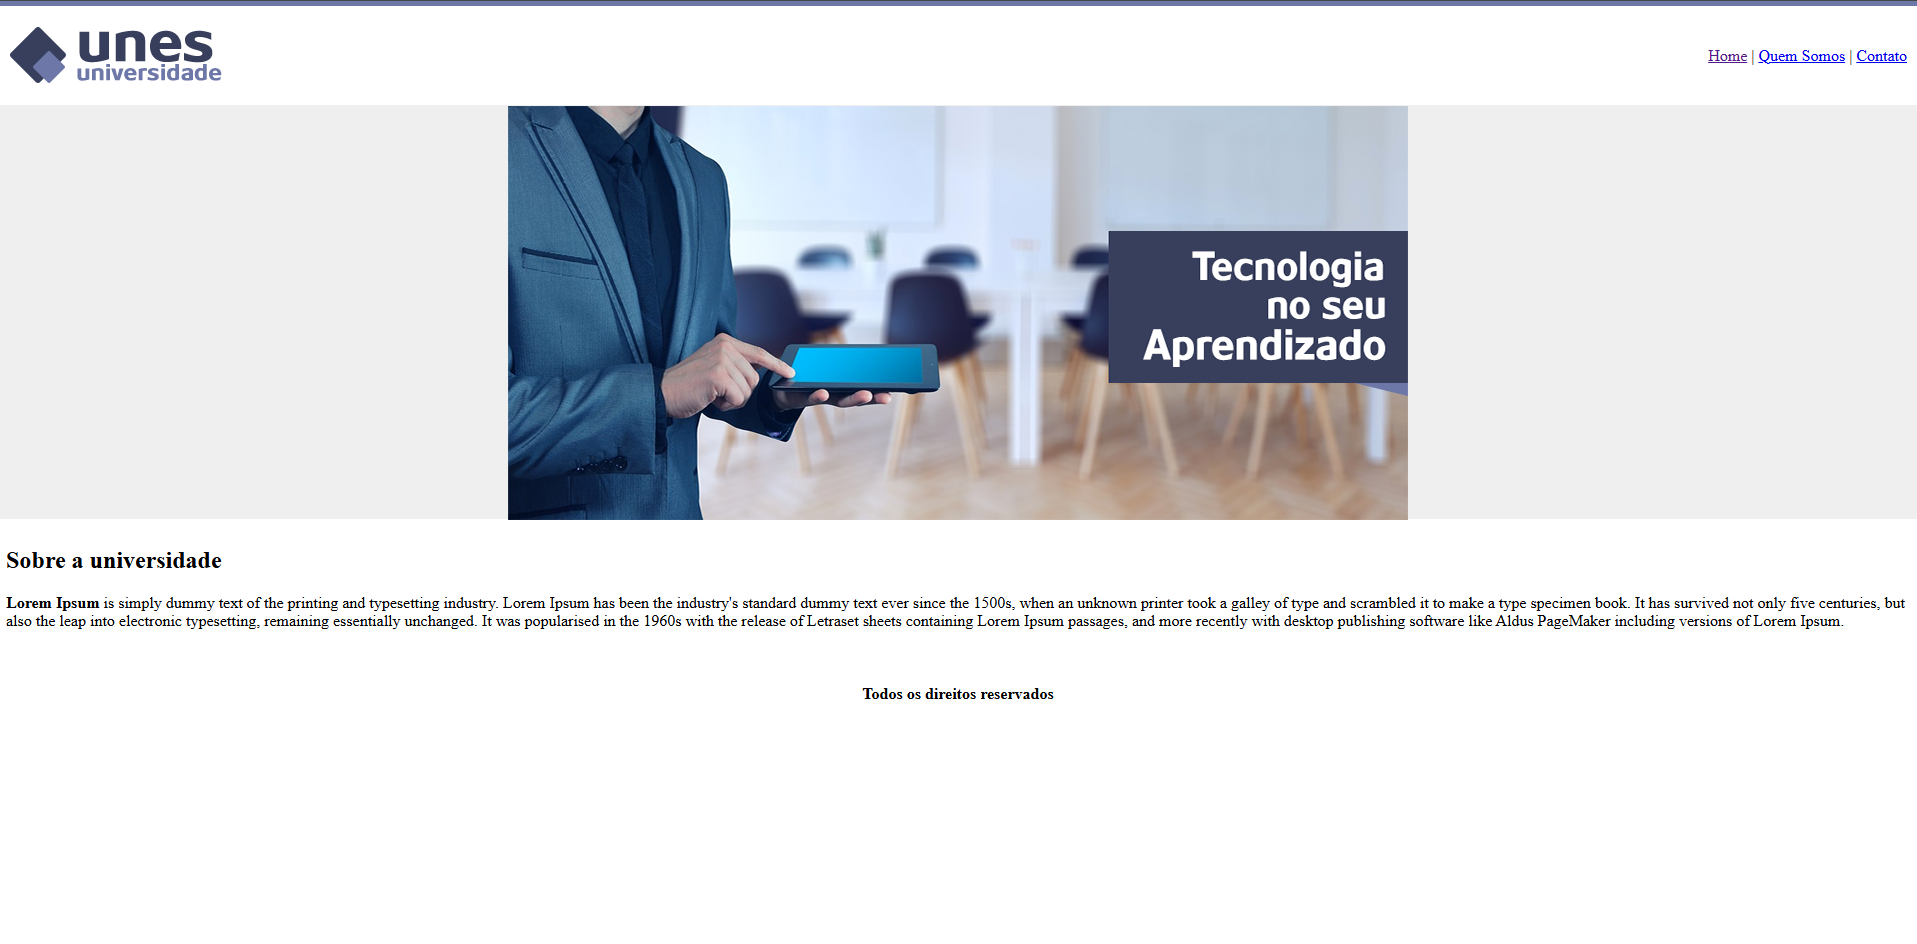 unes
universidade
Home | Quem Somos | Contato
Tecnologia
no seu
Aprendizado
Sobre a universidade
Lorem Ipsum is simply dummy text of the printing and typesetting industry. Lorem Ipsum has been the industry's standard dummy text ever since the 1500s, when an unknown printer took a galley of type and scrambled it to make a type specimen book. It has survived not only five centuries, but
also the leap into electronic typesetting, remaining essentially unchanged. It was popularised in the 1960s with the release of Letraset sheets containing Lorem Ipsum passages, and more recently with desktop publishing software like Aldus PageMaker including versions of Lorem Ipsum.
Todos os direitos reservados